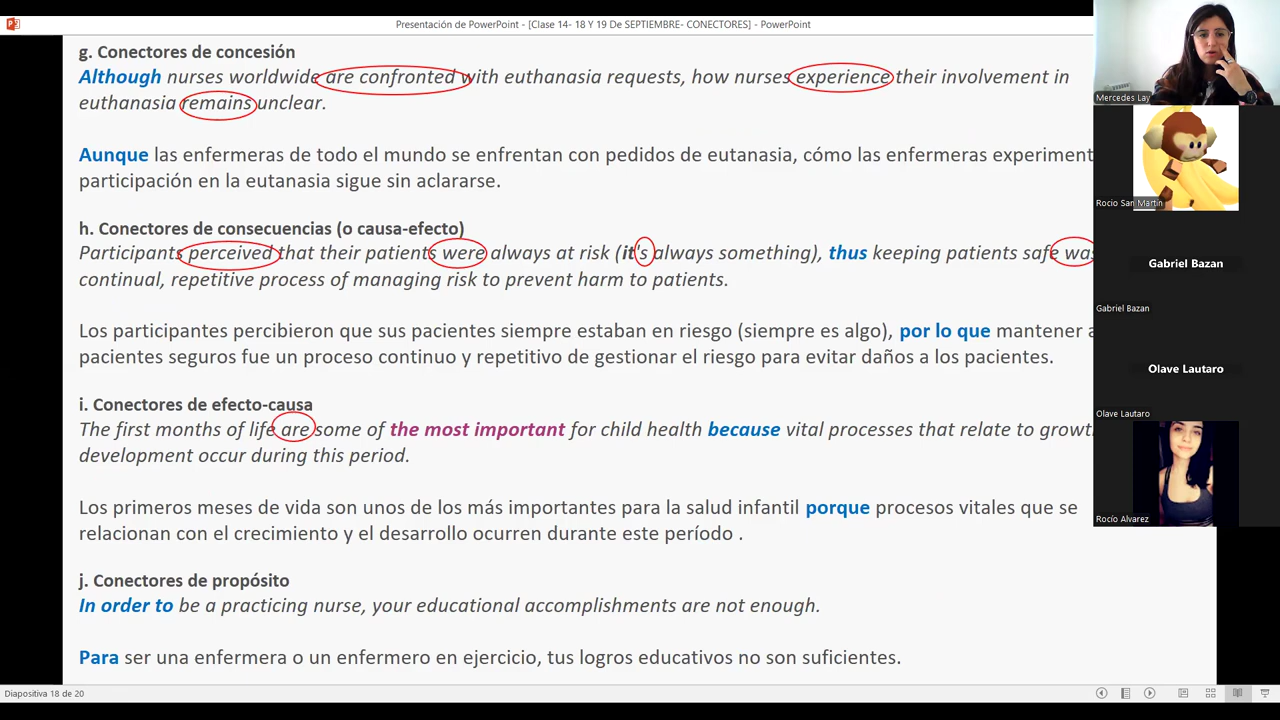 Presentación de PowerPoint - [Clase 14- 18 Y 19 DE SEPTIEMBRE- CONECTORES] - PowerPoint
g. Conectores de concesión
Although nurses worldwide are confronted with euthanasia requests, how nurses experience their involvement in
euthanasia remains unclear.
Aunque las enfermeras de todo el mundo se enfrentan con pedidos de eutanasia, cómo las enfermeras experiment
participación en la eutanasia sigue sin aclararse.
h. Conectores de consecuencias (o causa-efecto)
Participants perceived that their patients were always at risk (it's always something), thus keeping patients safe was
continual, repetitive process of managing risk to prevent harm to patients.
Los participantes percibieron que sus pacientes siempre estaban en riesgo (siempre es algo), por lo que mantener a
pacientes seguros fue un proceso continuo y repetitivo de gestionar el riesgo para evitar daños a los pacientes.
i. Conectores de efecto-causa
The first months of life are some of the most important for child health because vital processes that relate to growth
development occur during this period.
Los primeros meses de vida son unos de los más importantes para la salud infantil porque procesos vitales que se
relacionan con el crecimiento y el desarrollo ocurren durante este período .
j. Conectores de propósito
In order to be a practicing nurse, your educational accomplishments are not enough.
Para ser una enfermera o un enfermero en ejercicio, tus logros educativos no son suficientes.
Diapositiva 18 de 20
Mercedes Lay
Rocio San Martin
Gabriel Bazan
Gabriel Bazan
Olave Lautaro
Olave Lautaro
Rocío Alvarez